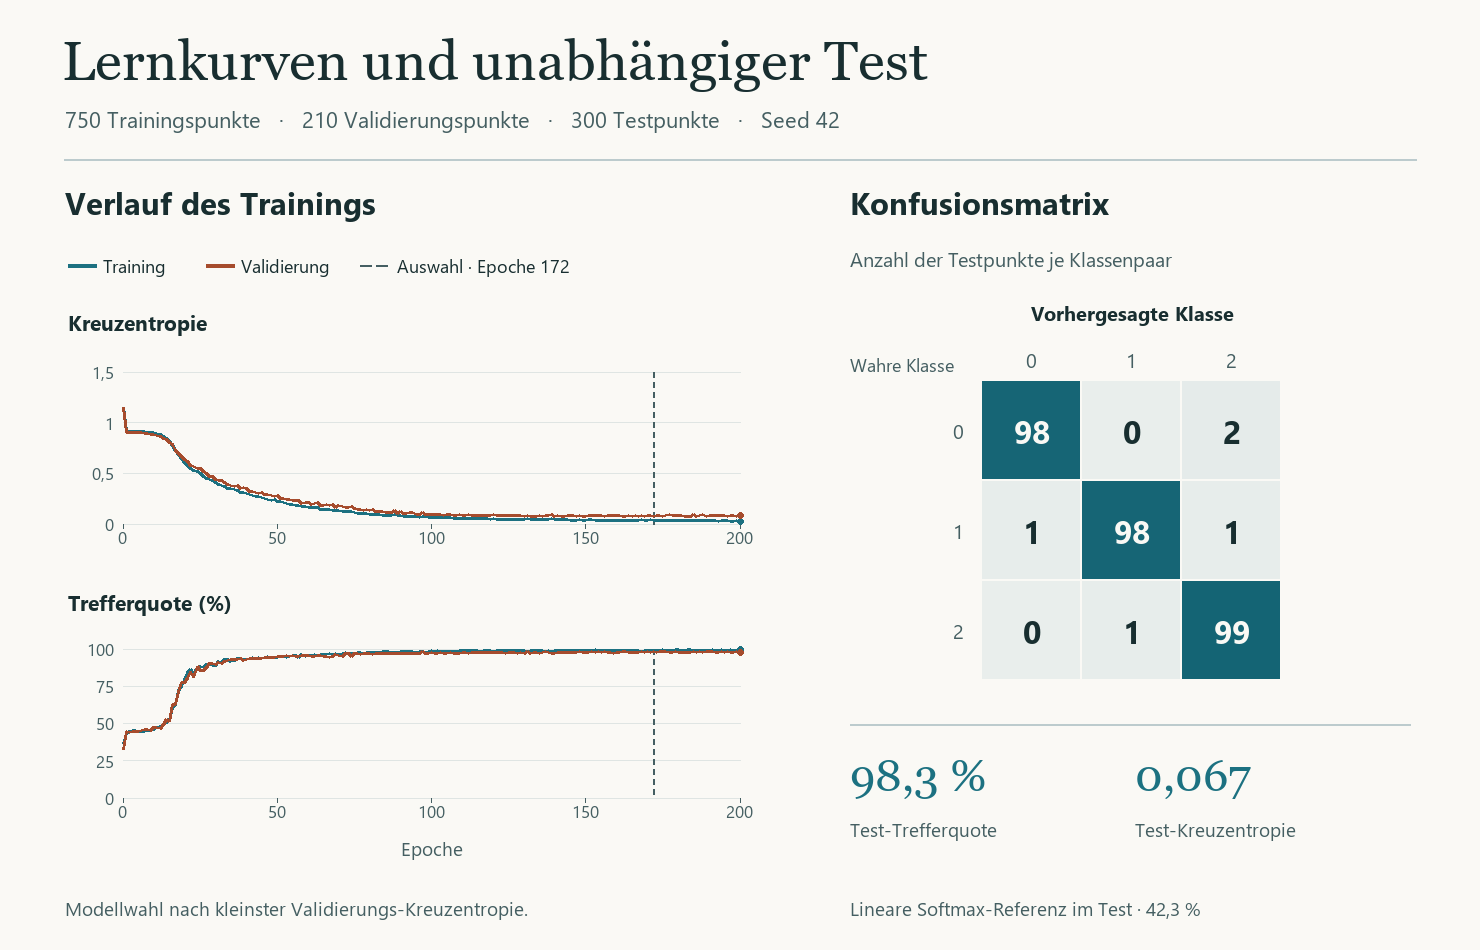 Lernkurven und unabhängiger Test
750 Trainingspunkte · 210 Validierungspunkte · 300 Testpunkte · Seed 42
Verlauf des Trainings
Training
Validierung
Auswahl · Epoche 172
Kreuzentropie
1,5
1
0,5
0
0 50 100 150 200
Trefferquote (%)
100
75
50
25
0
0 50 100 150 200
Epoche
Modellwahl nach kleinster Validierungs-Kreuzentropie.
Konfusionsmatrix
Anzahl der Testpunkte je Klassenpaar
Vorhergesagte Klasse
Wahre Klasse 0 1 2
0 98 0 2
1 1 98 1
2 0 1 99
98,3 % 0,067
Test-Trefferquote Test-Kreuzentropie
Lineare Softmax-Referenz im Test · 42,3 %